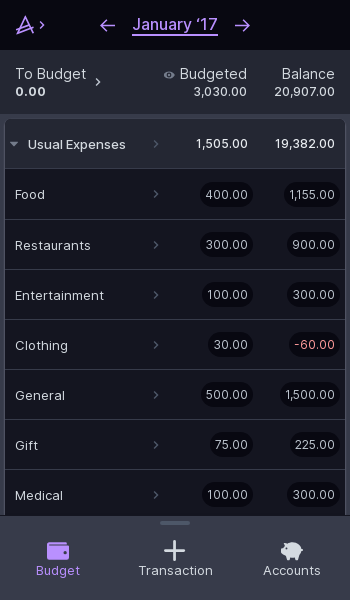 January ‘17
To Budget Budgeted Balance
0.00 3,030.00 20,907.00
Usual Expenses 1,505.00 19,382.00
Food 400.00 1,155.00
Restaurants 300.00 900.00
Entertainment 100.00 300.00
Clothing 30.00 -60.00
General 500.00 1,500.00
Gift 75.00 225.00
Medical 100.00 300.00
Budget Transaction Accounts